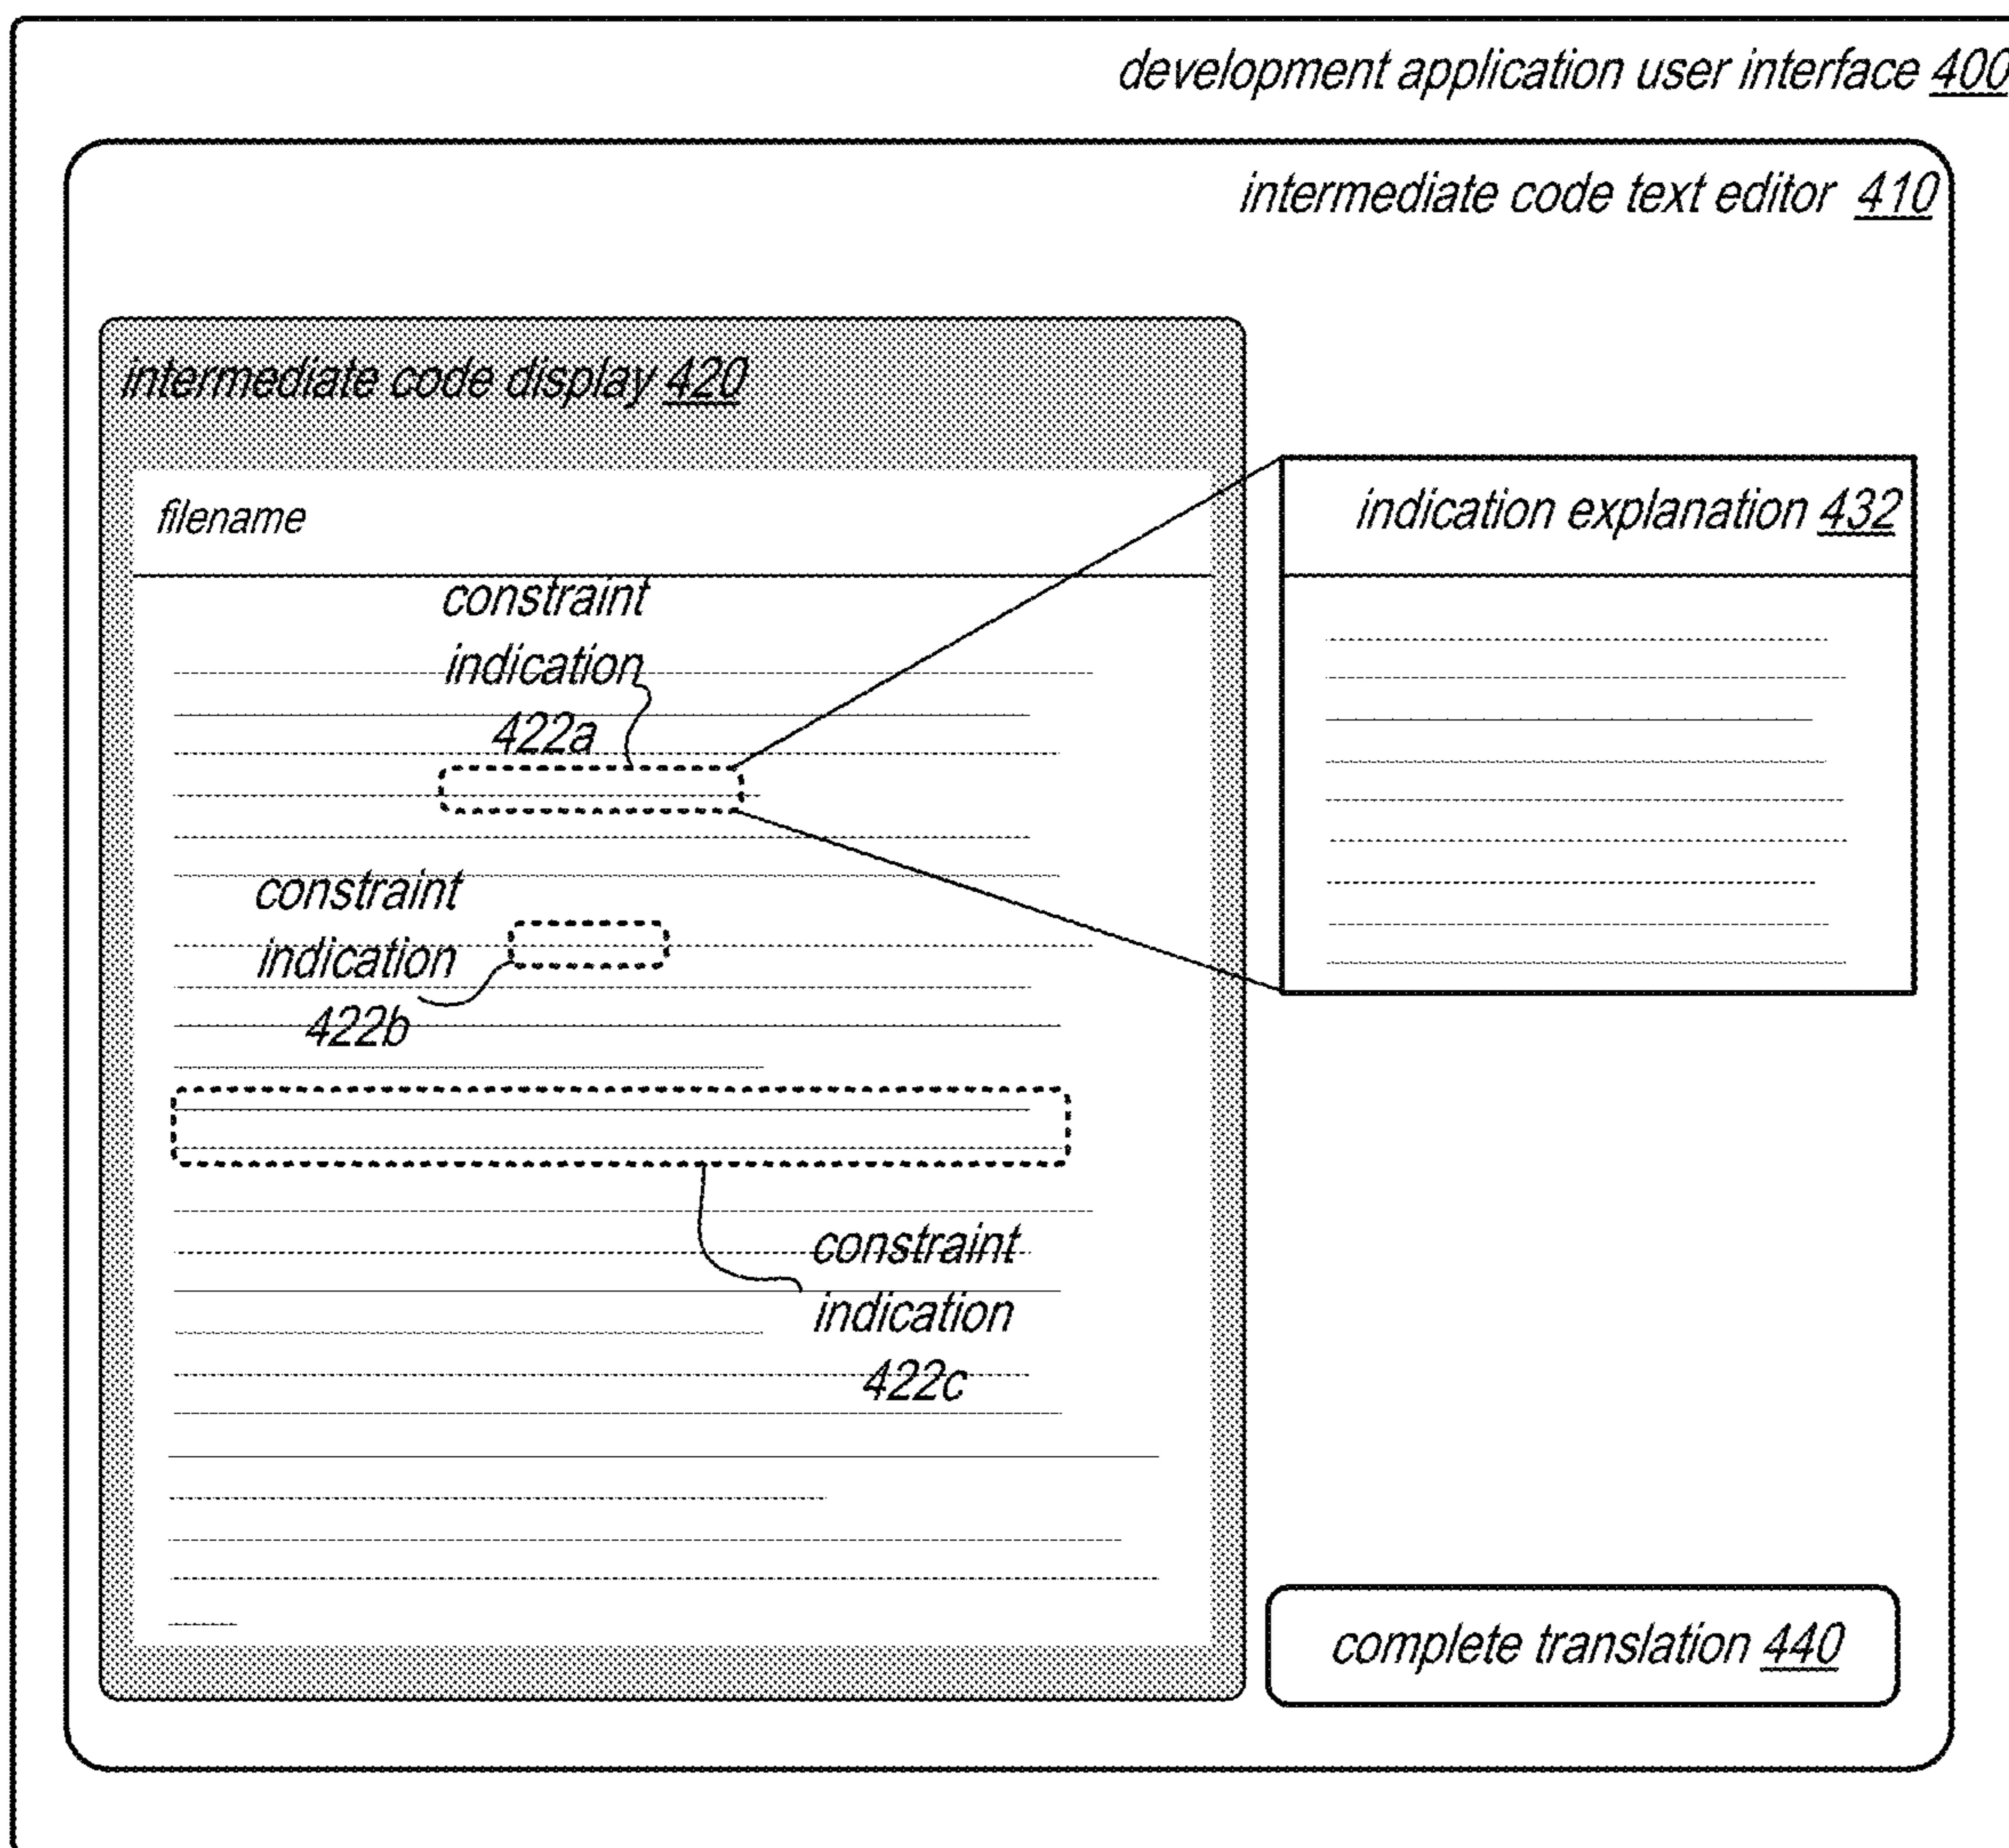 development application user interface 400
intermediate code text editor 410
intermediate code display 420
filename
indication explanation 432
constraint
indication
422a
constraint
indication
422b
constraint
indication
422c
complete translation 440